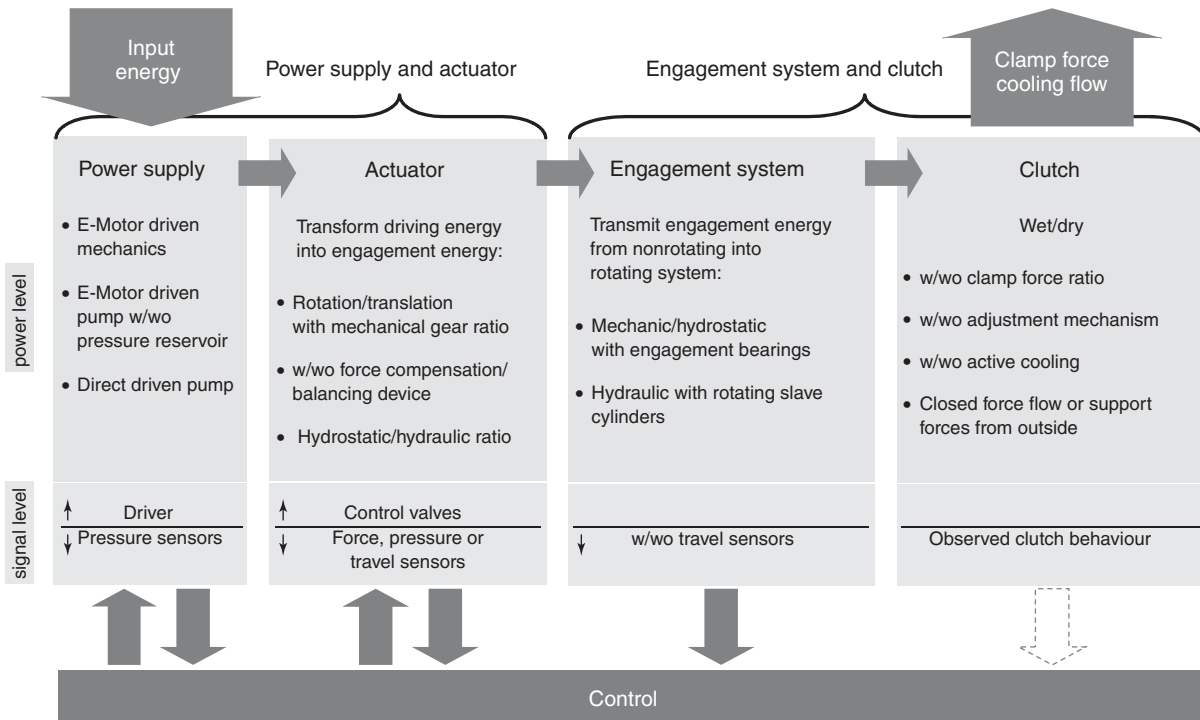 Input
energy
Power supply and actuator
Engagement system and clutch
Clamp force
cooling flow
power level
signal level
Power supply
• E-Motor driven
mechanics
• E-Motor driven
pump w/wo
pressure reservoir
• Direct driven pump
Driver
Pressure sensors
Actuator
Transform driving energy
into engagement energy:
• Rotation/translation
with mechanical gear ratio
• w/wo force compensation/
balancing device
• Hydrostatic/hydraulic ratio
Control valves
Force, pressure or
travel sensors
Engagement system
Transmit engagement energy
from nonrotating into
rotating system:
• Mechanic/hydrostatic
with engagement bearings
• Hydraulic with rotating slave
cylinders
w/wo travel sensors
Clutch
Wet/dry
• w/wo clamp force ratio
• w/wo adjustment mechanism
• w/wo active cooling
• Closed force flow or support
forces from outside
Observed clutch behaviour
Control